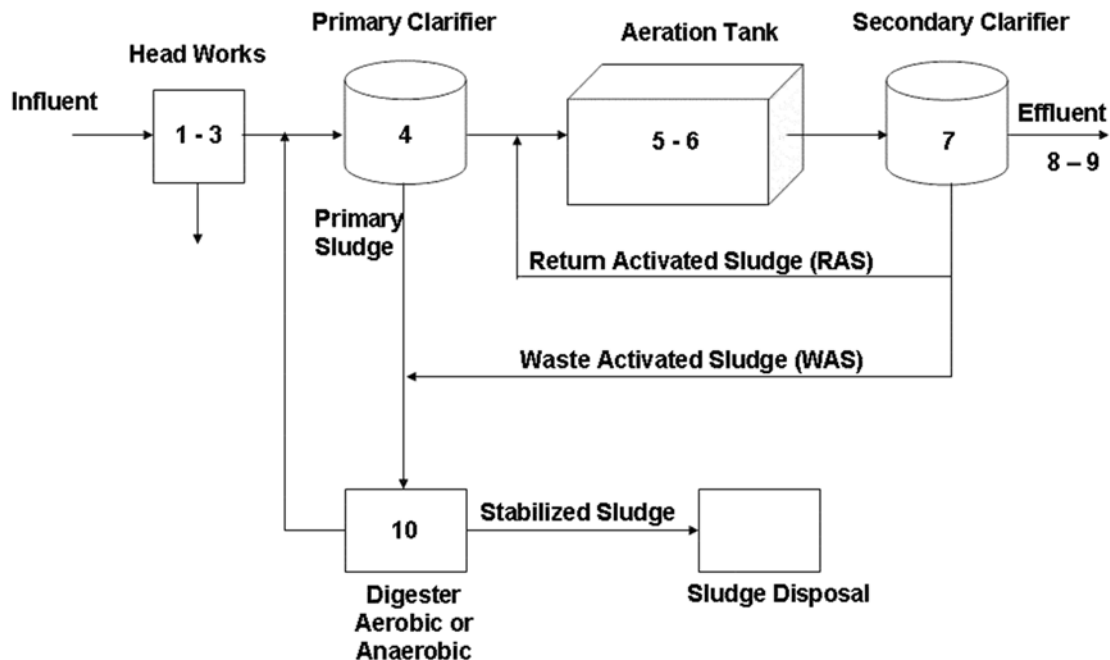 Primary Clarifier
Aeration Tank
Secondary Clarifier
Head Works
Influent
Effluent
1 - 3
4
5 - 6
7
8 – 9
Primary
Sludge
Return Activated Sludge (RAS)
Waste Activated Sludge (WAS)
10
Stabilized Sludge
Digester
Aerobic or
Anaerobic
Sludge Disposal